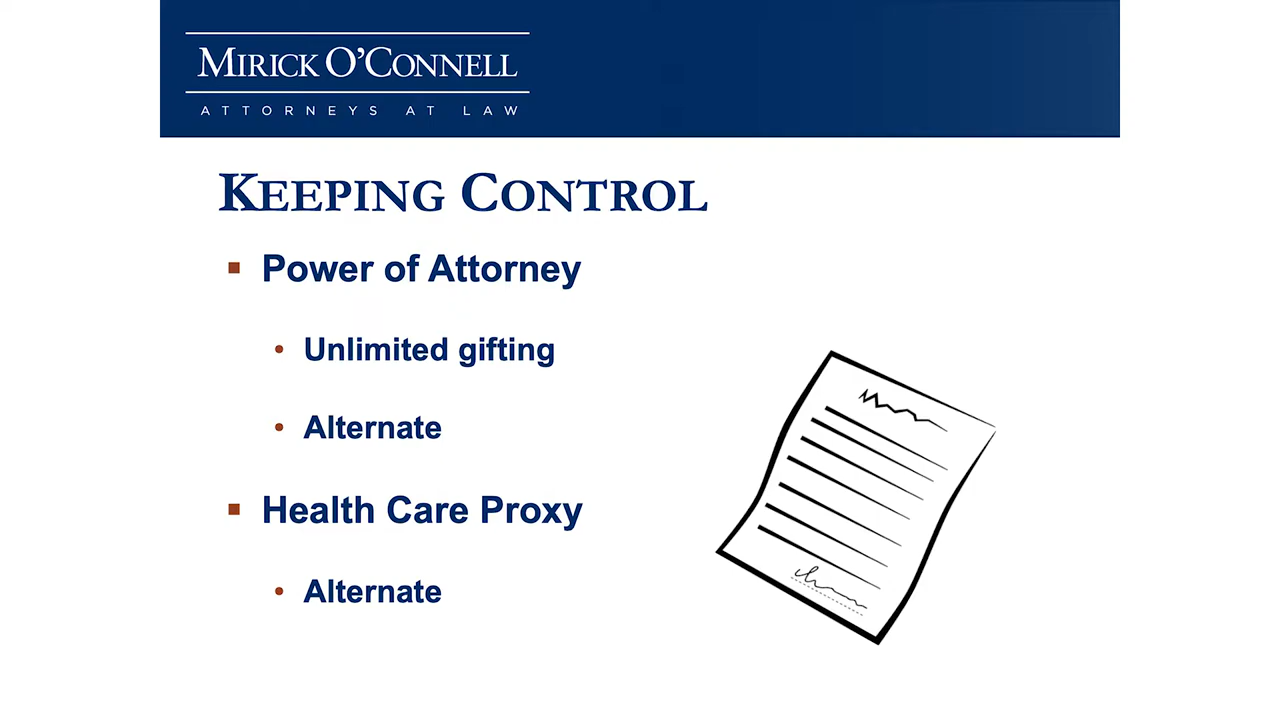 MIRICK O'CONNELL
ATTORNEYS AT LAW
KEEPING CONTROL
▪ Power of Attorney
• Unlimited gifting
• Alternate
▪ Health Care Proxy
• Alternate